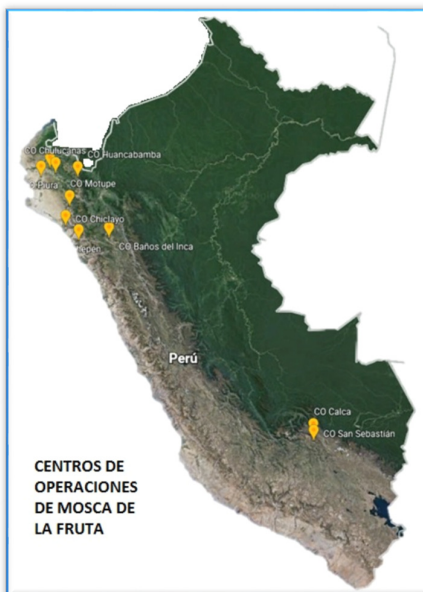 CO Chulucanas
CO Huancabamba
Piura
CO Motupe
CO Chiclayo
CO Baños del Inca
Perú
CO Calca
CO San Sebastián
CENTROS DE
OPERACIONES
DE MOSCA DE
LA FRUTA